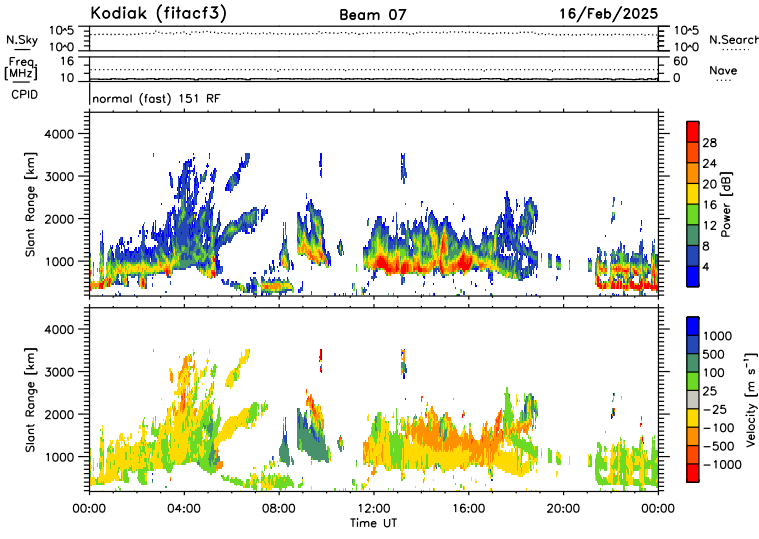 Kodiak (fitacf3) Beam 07 16/Feb/2025
N.Sky 10^5 10^0 10^5 10^0 N.Search
Freq. [MHz] 16 10 60 0 Nave
CPID normal (fast) 151 RF
Slant Range [km] 4000 3000 2000 1000
28 24 20 16 12 8 4 Power [dB]
Slant Range [km] 4000 3000 2000 1000
1000 500 100 25 -25 -100 -500 -1000 Velocity [m s^-1]
00:00 04:00 08:00 12:00 16:00 20:00 00:00
Time UT